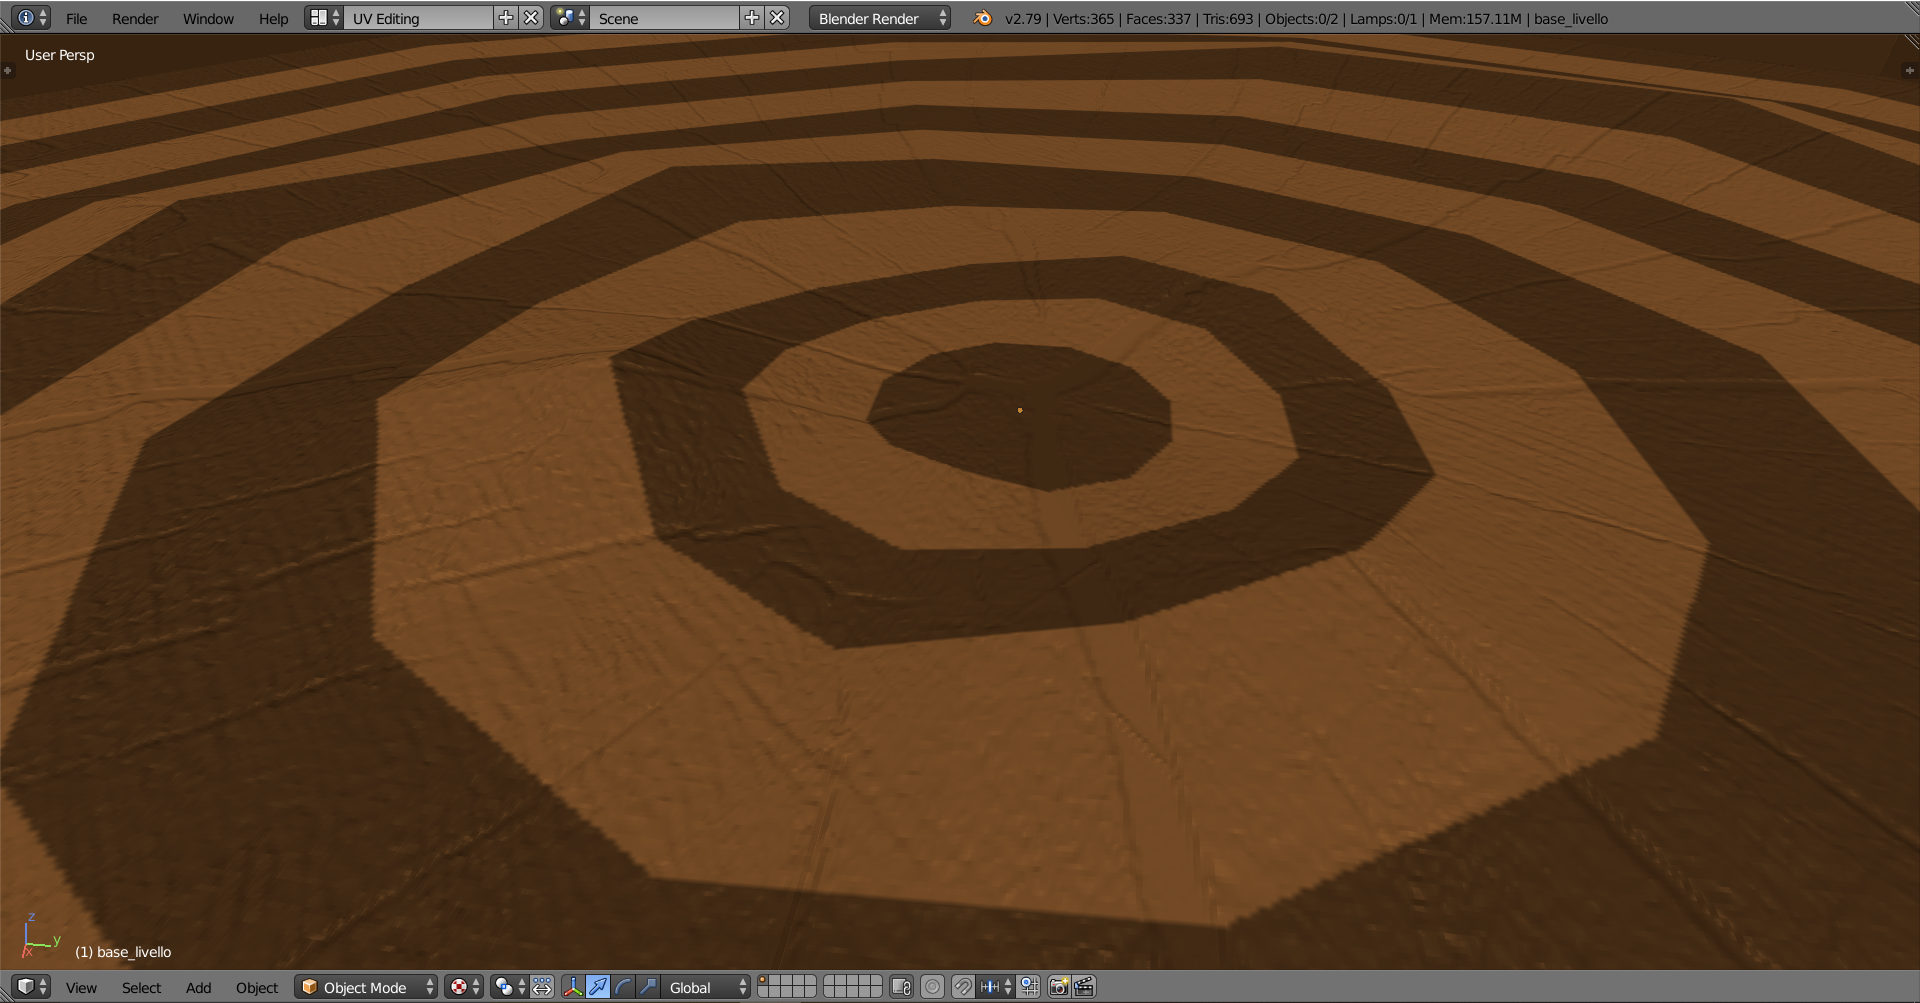 File Render Window Help UV Editing Scene Blender Render v2.79 | Verts:365 | Faces:337 | Tris:693 | Objects:0/2 | Lamps:0/1 | Mem:157.11M | base_livello
User Persp
z
y
x
(1) base_livello
View Select Add Object Object Mode Global